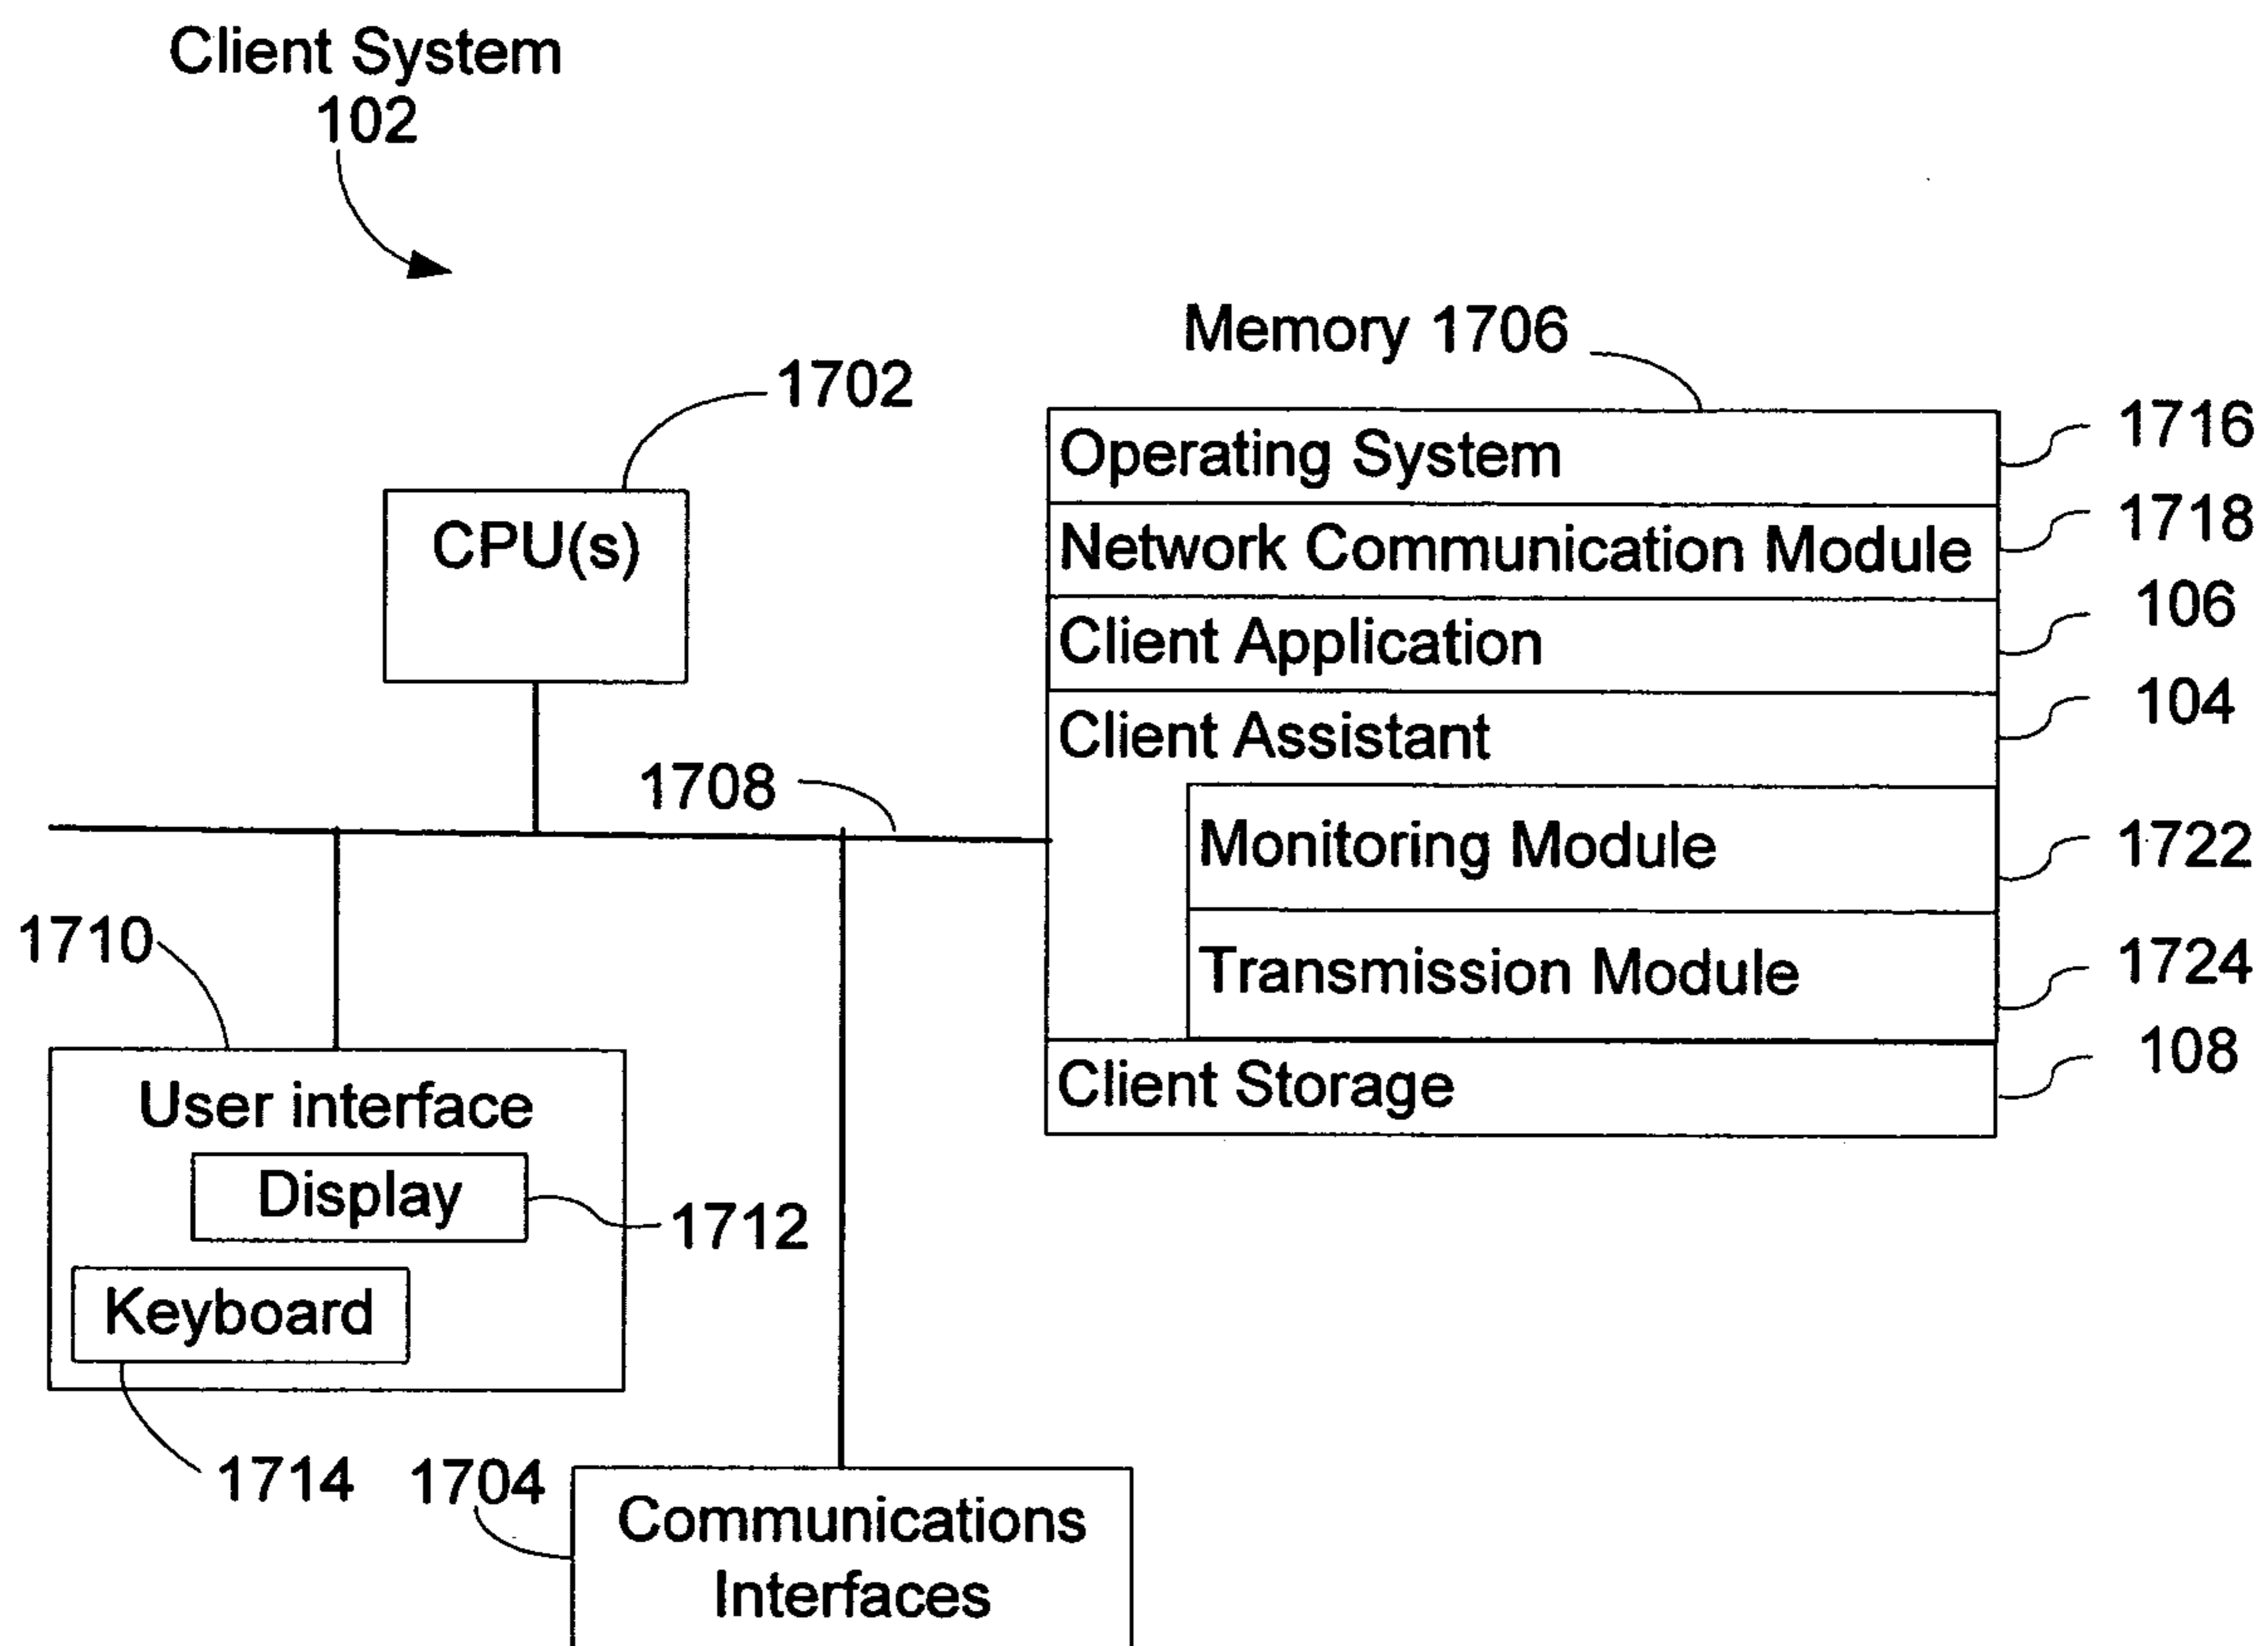 Client System
102
Memory 1706
1702
CPU(s)
Operating System
1716
Network Communication Module
1718
Client Application
106
Client Assistant
104
1708
Monitoring Module
1722
Transmission Module
1724
Client Storage
108
1710
User interface
Display
1712
Keyboard
1714
1704
Communications
Interfaces